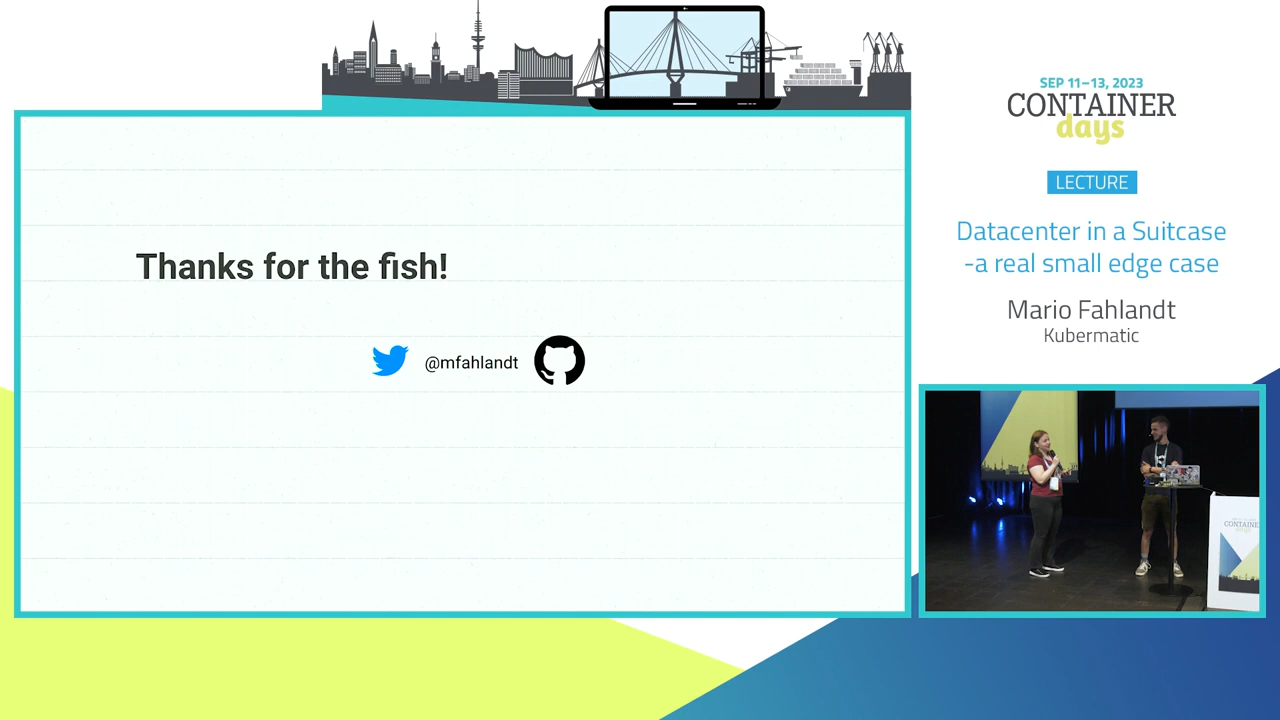 SEP 11–13, 2023
CONTAINER
days
LECTURE
Datacenter in a Suitcase
-a real small edge case
Mario Fahlandt
Kubermatic
Thanks for the fish!
@mfahlandt
CONTAINE